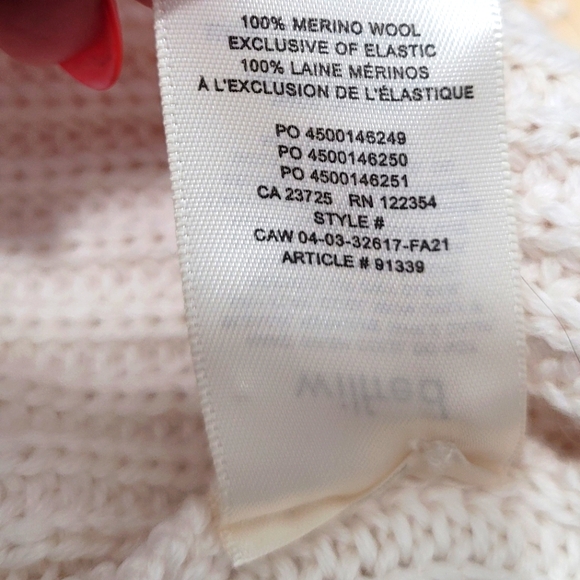 100% MERINO WOOL
EXCLUSIVE OF ELASTIC
100% LAINE MÉRINOS
À L'EXCLUSION DE L'ÉLASTIQUE
PO 4500146249
PO 4500146250
PO 4500146251
CA 23725 RN 122354
STYLE #
CAW 04-03-32617-FA21
ARTICLE # 91339
wilfred